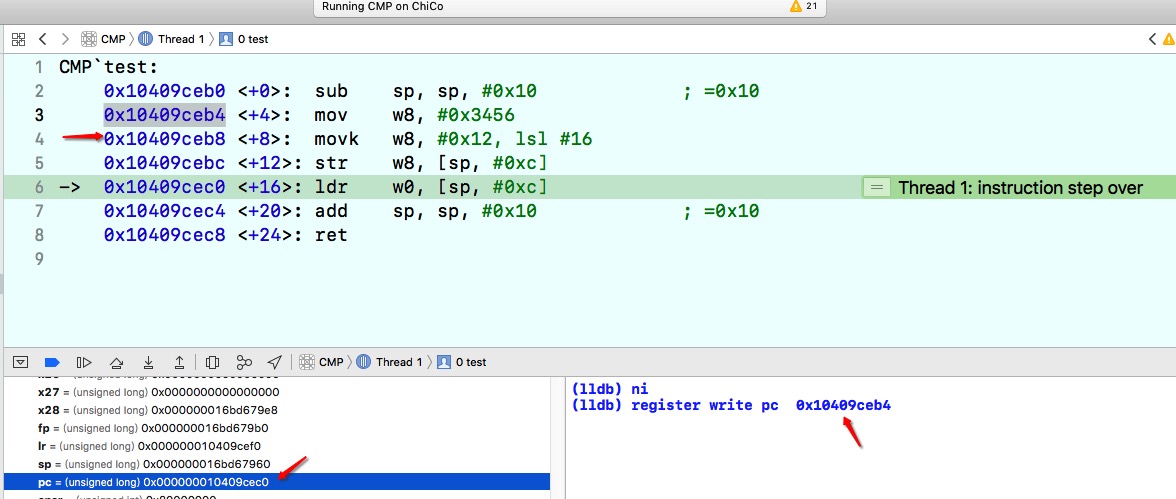 Running CMP on ChiCo
21
CMP Thread 1 0 test
1 CMP`test:
2 0x10409ceb0 <+0>: sub sp, sp, #0x10 ; =0x10
3 0x10409ceb4 <+4>: mov w8, #0x3456
4 0x10409ceb8 <+8>: movk w8, #0x12, lsl #16
5 0x10409cebc <+12>: str w8, [sp, #0xc]
6 -> 0x10409cec0 <+16>: ldr w0, [sp, #0xc] = Thread 1: instruction step over
7 0x10409cec4 <+20>: add sp, sp, #0x10 ; =0x10
8 0x10409cec8 <+24>: ret
9
CMP Thread 1 0 test
x27 = (unsigned long) 0x0000000000000000
x28 = (unsigned long) 0x000000016bd679e8
fp = (unsigned long) 0x000000016bd679b0
lr = (unsigned long) 0x000000010409cef0
sp = (unsigned long) 0x000000016bd67960
pc = (unsigned long) 0x000000010409cec0
(lldb) ni
(lldb) register write pc 0x10409ceb4